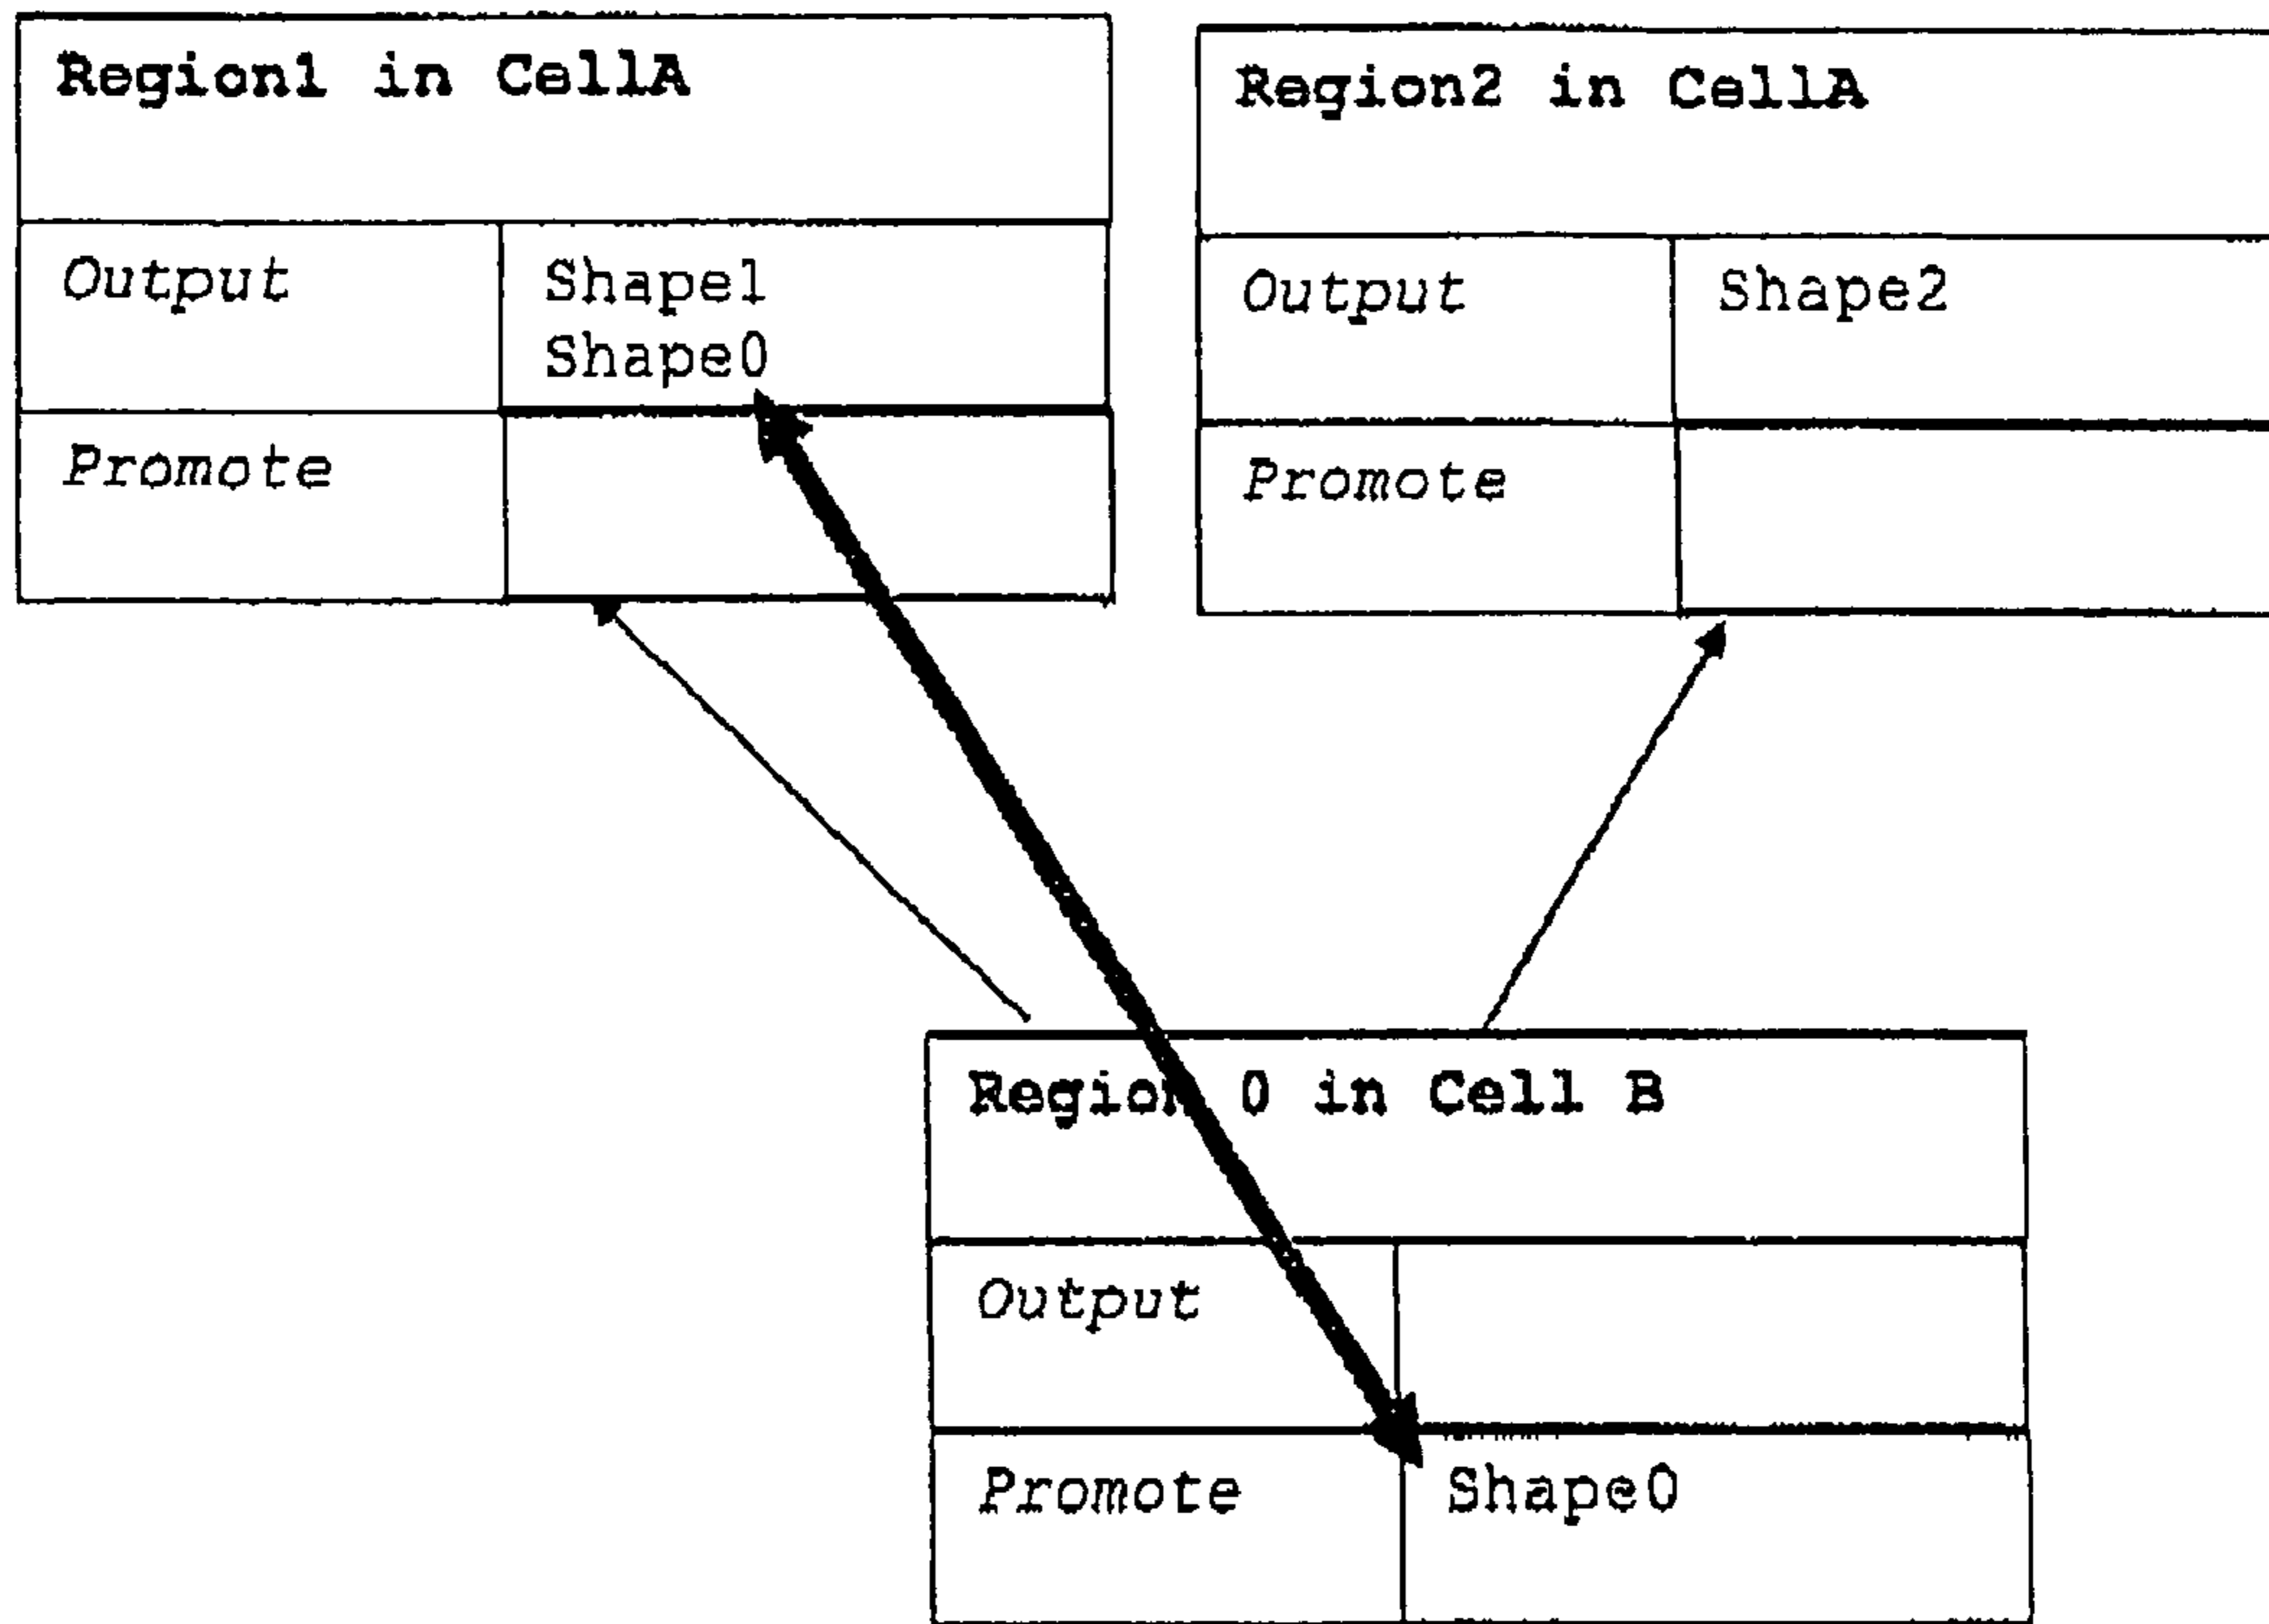 Region1 in CellA
Output
Shape1
Shape0
Promote
Region2 in CellA
Output
Shape2
Promote
Region 0 in Cell B
Output
Promote
Shape0